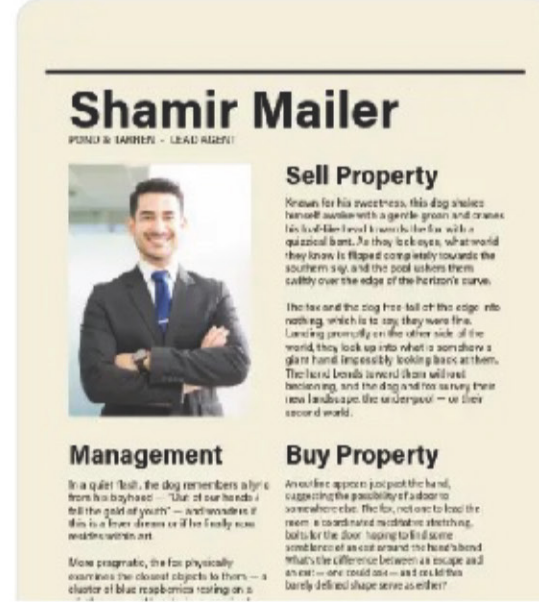 Shamir Mailer
POND & TARREN - LEAD AGENT
Sell Property
Known for his sweetness, this dog shakes
himself awake with a gentle groan and cranes
his loaf-like head towards the fox with a
quizzical bent. As they lock eyes, what world
they know is flipped completely towards the
southern sky, and the pool ushers them
swiftly over the edge of the horizon's curve.
The fox and the dog free-fall off the edge into
nothing, which is to say, they were fine.
Landing promptly on the other side of the
world, they look up into what is somehow a
giant hand impossibly looking back at them.
The hand bends toward them without
beckoning, and the dog and fox survey their
new landscape, the under-pool — or their
second world.
Management
In a quiet flash, the dog remembers a lyric
from his boyhood — "Out of our hands
fell the gold of youth" — and wonders if
this is a fever dream or if he finally now
resides within art.
More pragmatic, the fox physically
examines the closest objects to them — a
cluster of blue raspberries resting on a
Buy Property
An outline appears just past the hand,
suggesting the possibility of a door to
somewhere else. The fox, not one to lead the
room in coordinated meditative stretching,
bolts for the door hoping to find some
semblance of an exit around the hand's bend
What's the difference between an escape and
an exit — one could ask — and could this
barely defined shape serve as either?